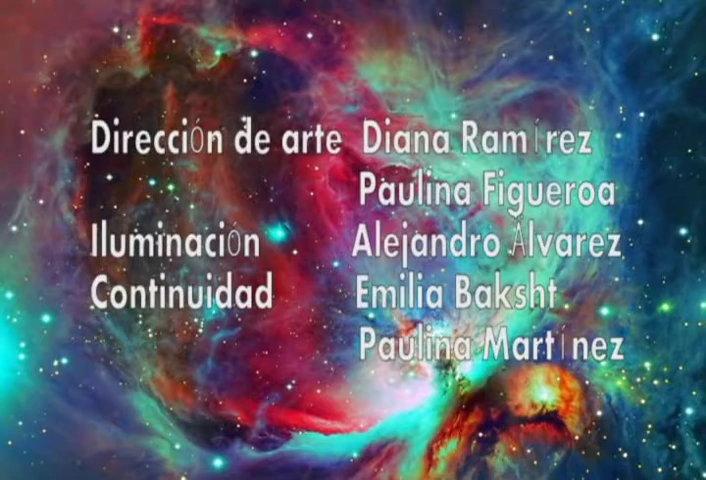 Dirección de arte Diana Ramírez
Paulina Figueroa
Iluminación Alejandro Álvarez
Continuidad Emilia Baksht
Paulina Martínez